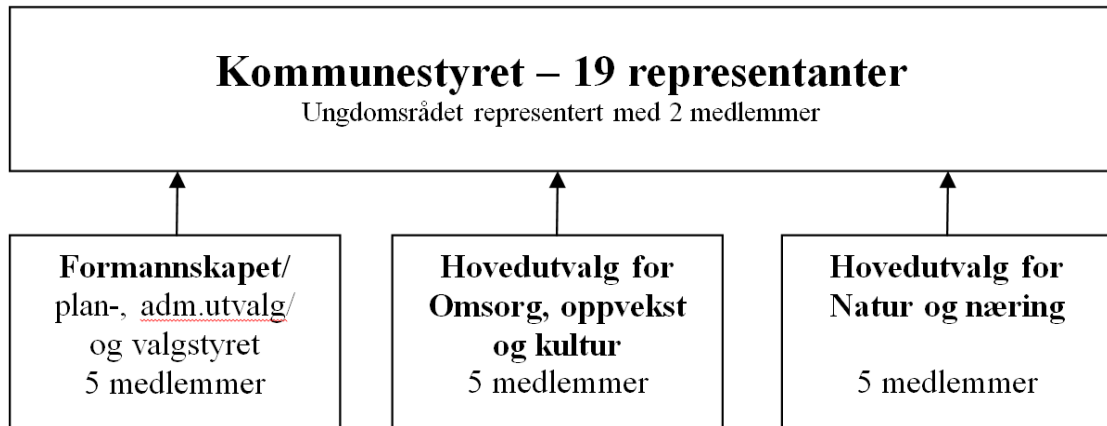 Kommunestyret – 19 representanter
Ungdomsrådet representert med 2 medlemmer
Formannskapet/
plan-, adm.utvalg/
og valgstyret
5 medlemmer
Hovedutvalg for
Omsorg, oppvekst
og kultur
5 medlemmer
Hovedutvalg for
Natur og næring
5 medlemmer